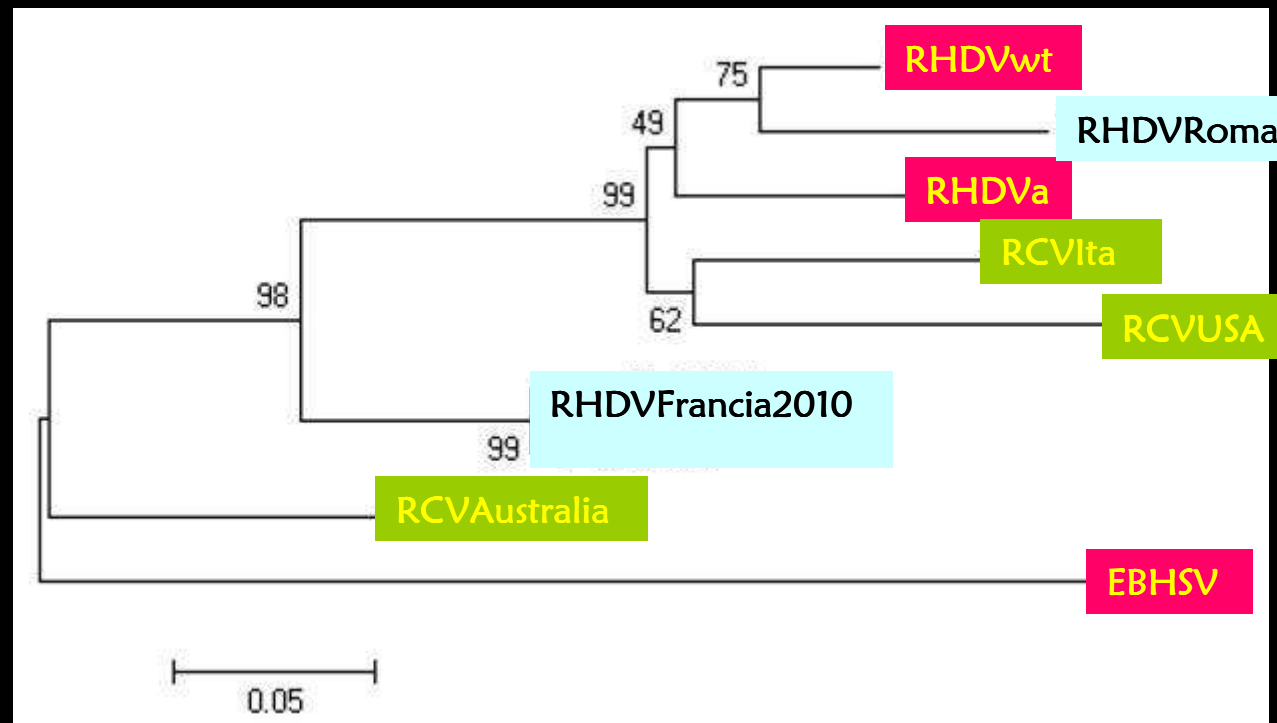 RHDVwt
75
RHDVRoma
49
RHDVa
99
RCVIta
98
62
RCVUSA
RHDVFrancia2010
99
RCVAustralia
EBHSV
0.05